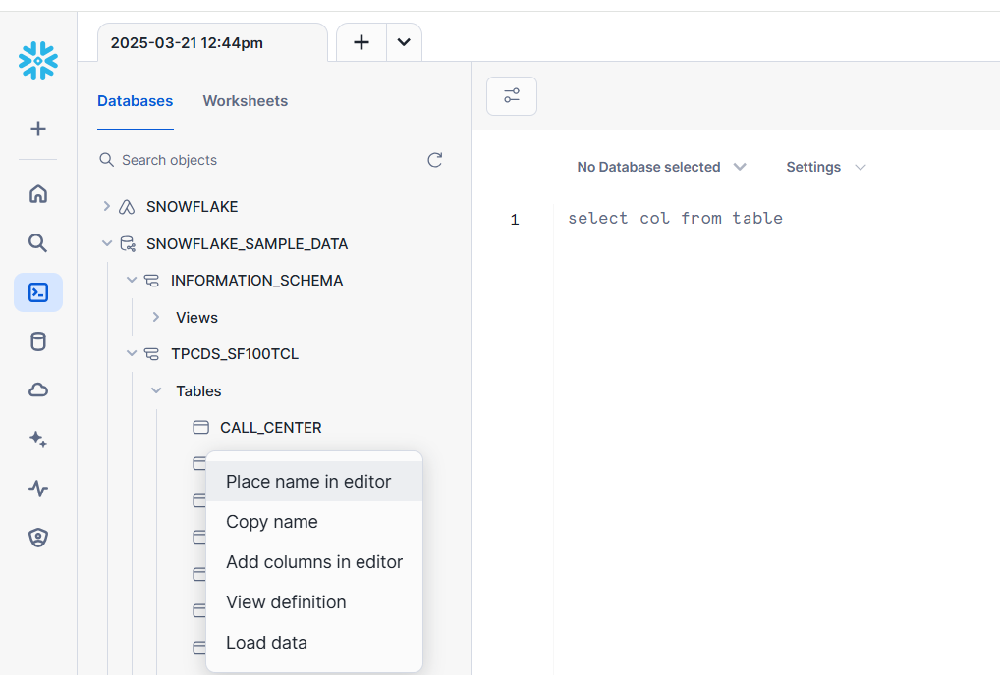 2025-03-21 12:44pm
Databases
Worksheets
Search objects
SNOWFLAKE
SNOWFLAKE_SAMPLE_DATA
INFORMATION_SCHEMA
Views
TPCDS_SF100TCL
Tables
CALL_CENTER
Place name in editor
Copy name
Add columns in editor
View definition
Load data
No Database selected
Settings
1
select col from table